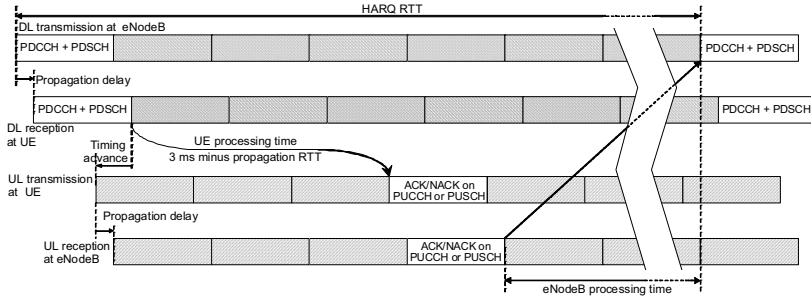 HARQ RTT
DL transmission at eNodeB
PDCCH + PDSCH
PDCCH + PDSCH
Propagation delay
PDCCH + PDSCH
PDCCH + PDSCH
DL reception
at UE
Timing
advance
UE processing time
3 ms minus propagation RTT
UL transmission
at UE
ACK/NACK on
PUCCH or PUSCH
Propagation delay
UL reception
at eNodeB
ACK/NACK on
PUCCH or PUSCH
eNodeB processing time